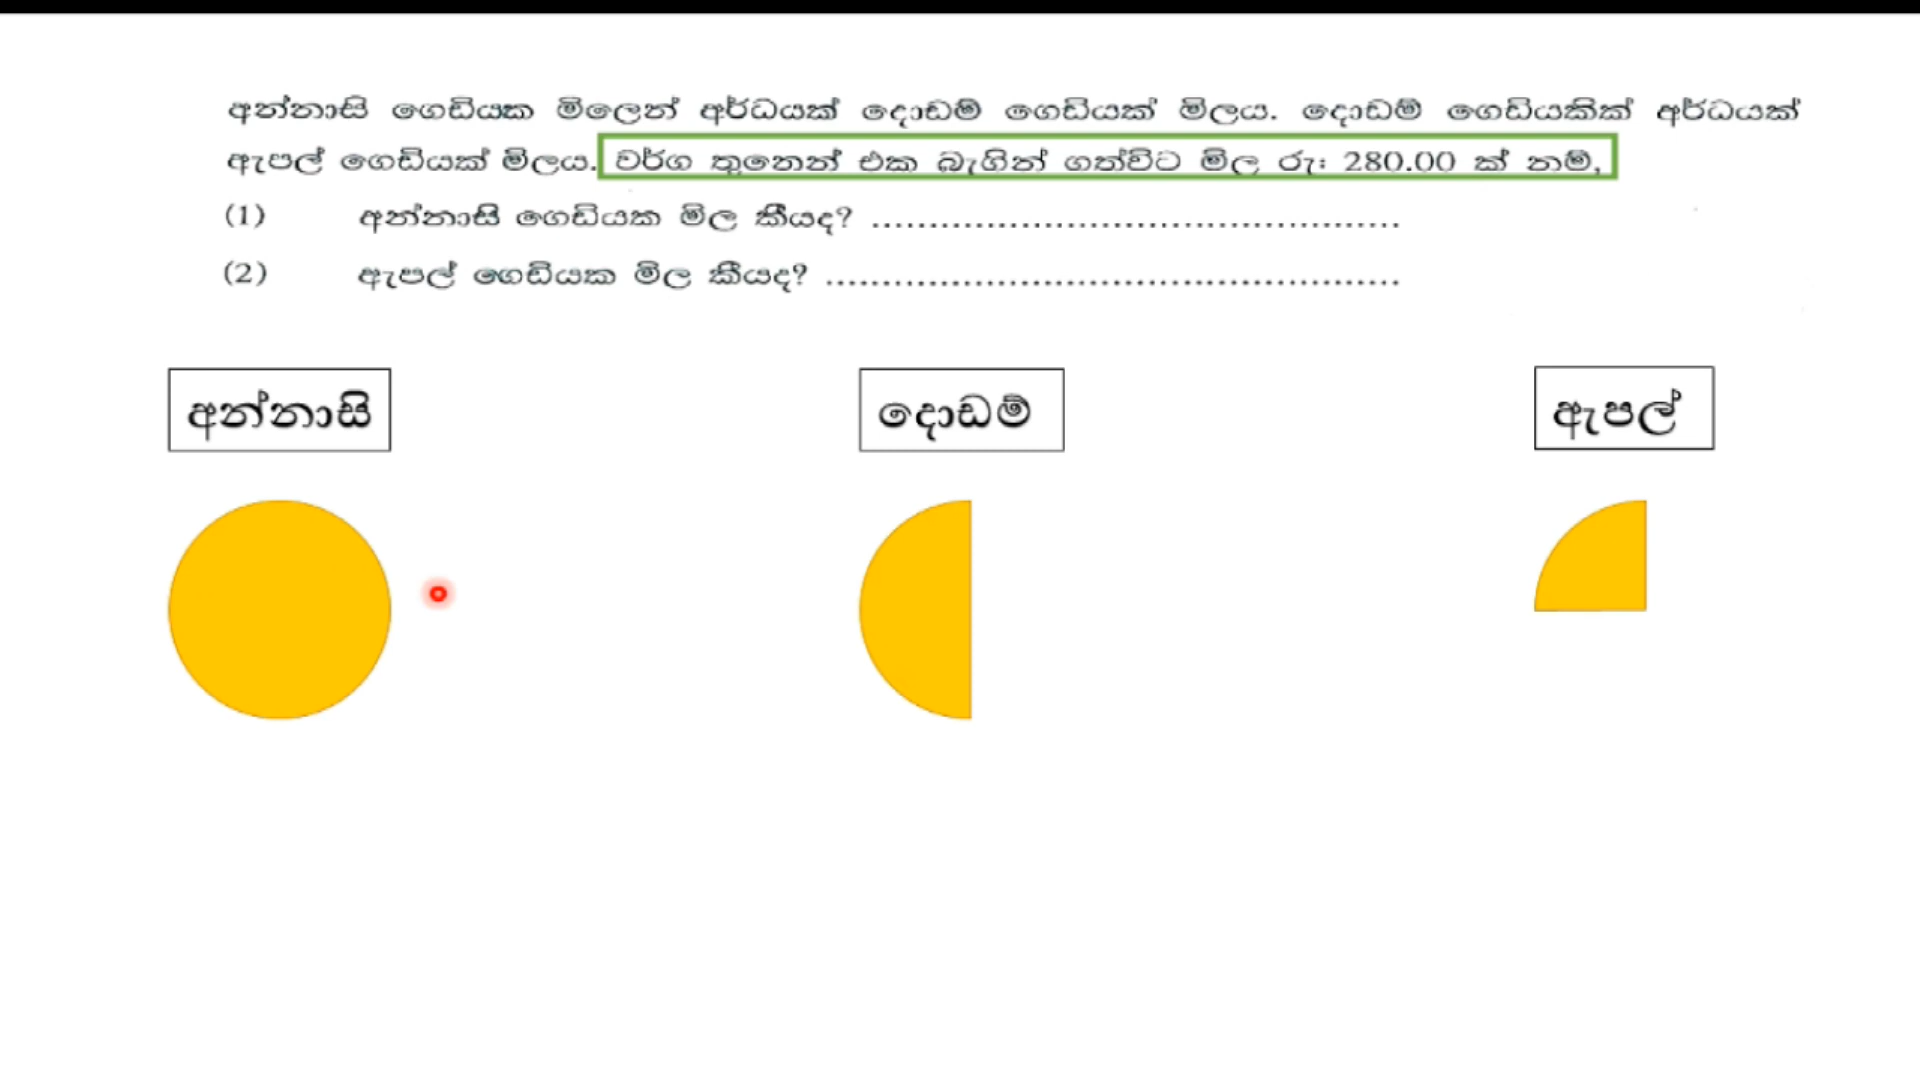 අන්නාසි ගෙඩියක මිලෙන් අර්ධයක් දොඩම් ගෙඩියක් මිලය. දොඩම් ගෙඩියකික් අර්ධයක්
ඇපල් ගෙඩියක් මිලය. වර්ග තුනෙන් එක බැගින් ගත්විට මිල රු: 280.00 ක් නම්,
(1) අන්නාසි ගෙඩියක මිල කීයද? ................................................
(2) ඇපල් ගෙඩියක මිල කීයද? ....................................................
අන්නාසි
දොඩම්
ඇපල්